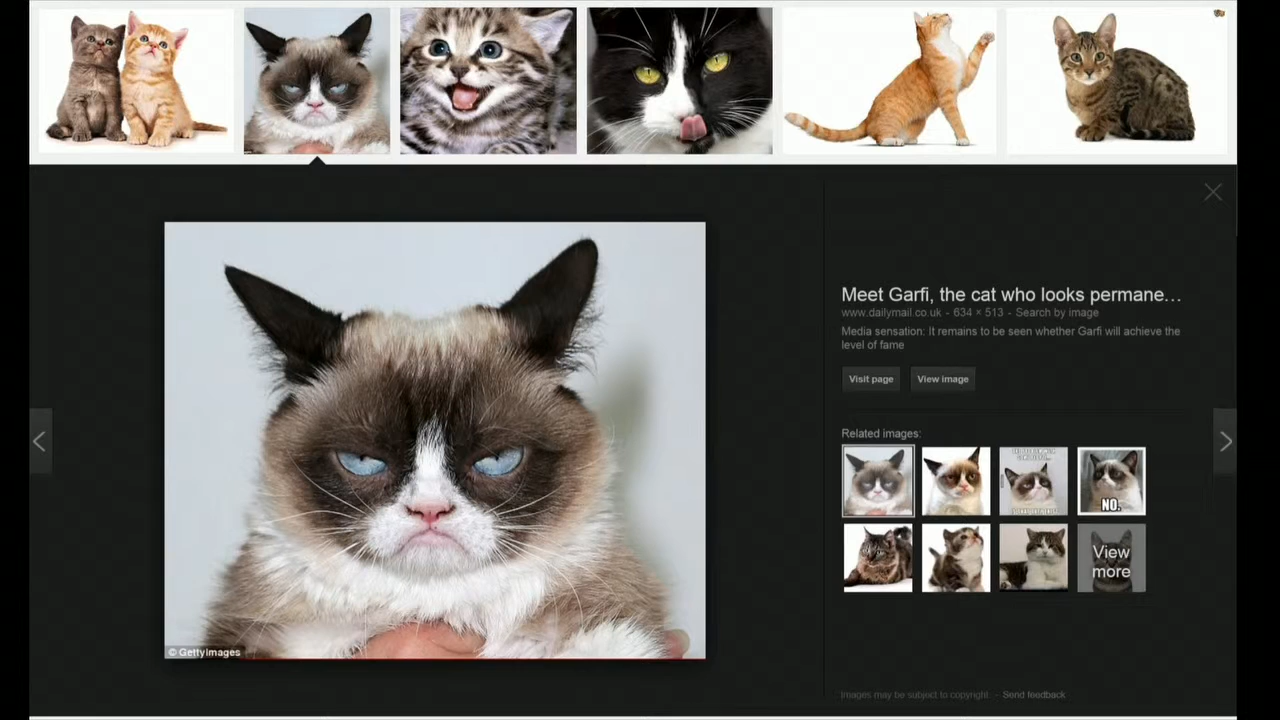 Meet Garfi, the cat who looks permane...
www.dailymail.co.uk - 634 × 513 - Search by image
Media sensation: It remains to be seen whether Garfi will achieve the
level of fame
Visit page View image
Related images:
NO.
View
more
© GettyImages
Images may be subject to copyright. - Send feedback